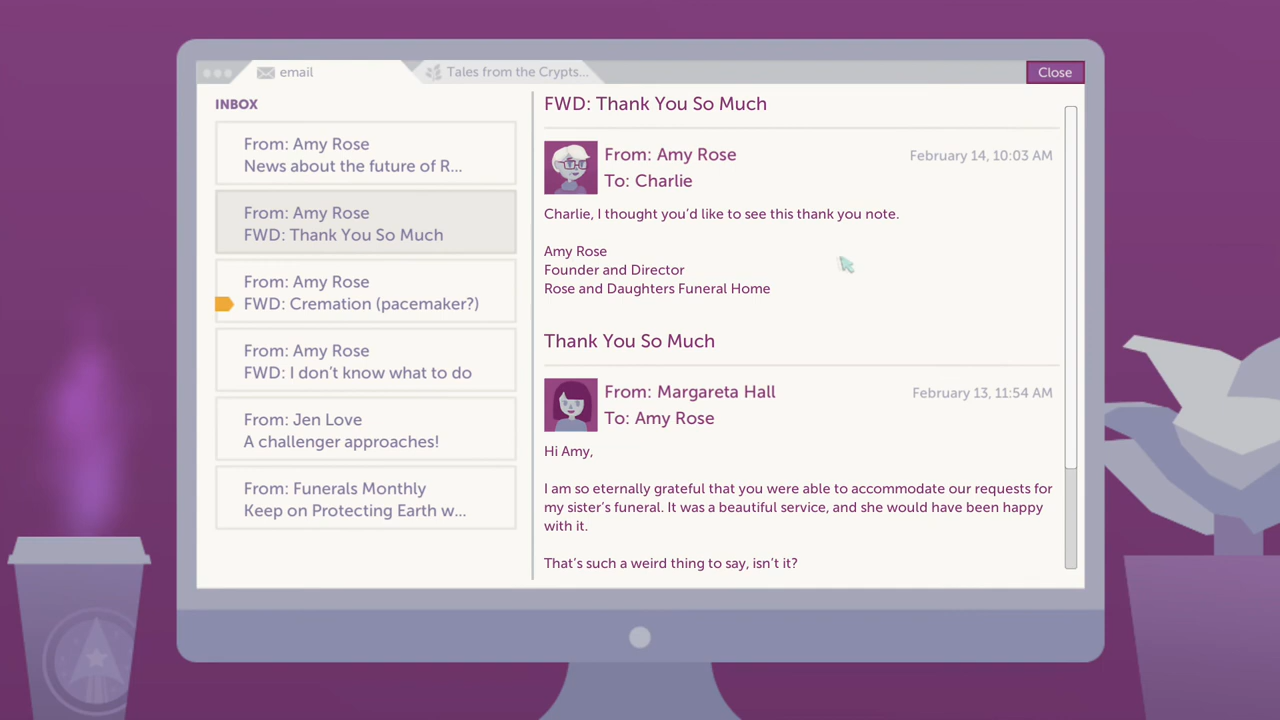 email
Tales from the Crypts...
Close
INBOX
From: Amy Rose
News about the future of R...
From: Amy Rose
FWD: Thank You So Much
From: Amy Rose
FWD: Cremation (pacemaker?)
From: Amy Rose
FWD: I don't know what to do
From: Jen Love
A challenger approaches!
From: Funerals Monthly
Keep on Protecting Earth w...
FWD: Thank You So Much
From: Amy Rose
February 14, 10:03 AM
To: Charlie
Charlie, I thought you'd like to see this thank you note.
Amy Rose
Founder and Director
Rose and Daughters Funeral Home
Thank You So Much
From: Margareta Hall
February 13, 11:54 AM
To: Amy Rose
Hi Amy,
I am so eternally grateful that you were able to accommodate our requests for
my sister's funeral. It was a beautiful service, and she would have been happy
with it.
That's such a weird thing to say, isn't it?